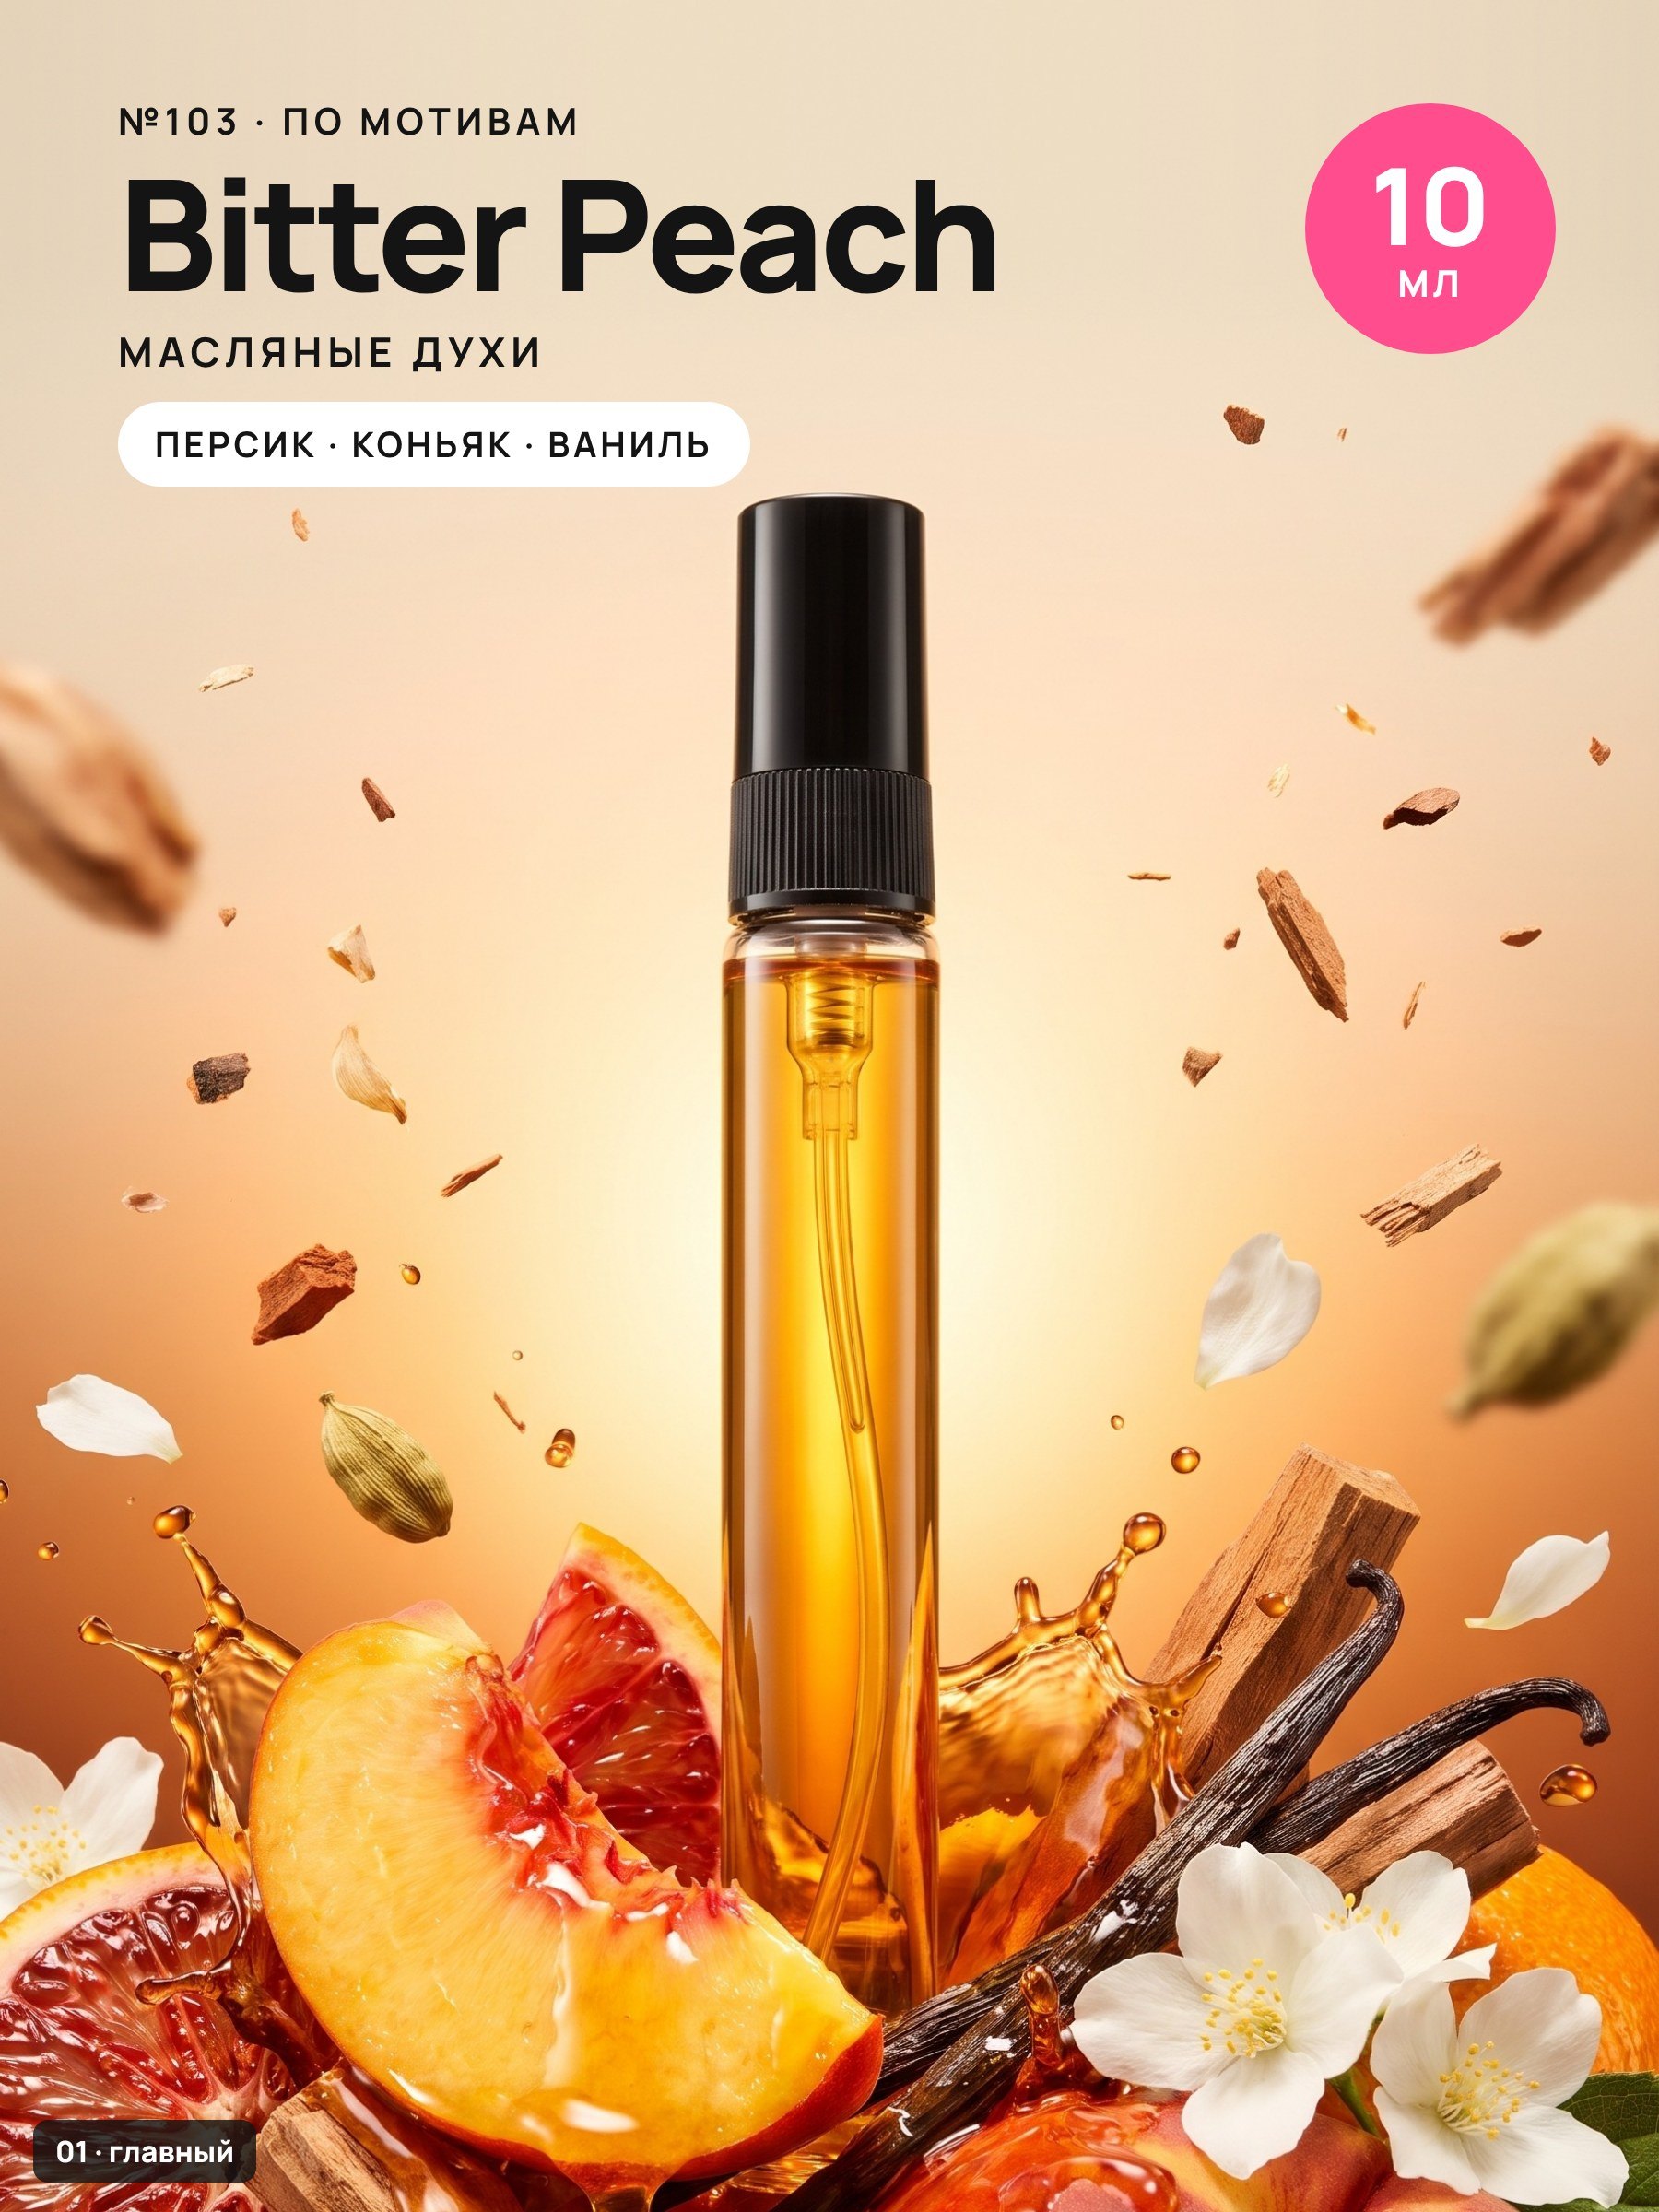 №103 · ПО МОТИВАМ
Bitter Peach
МАСЛЯНЫЕ ДУХИ
ПЕРСИК · КОНЬЯК · ВАНИЛЬ
10
МЛ
01 · главный